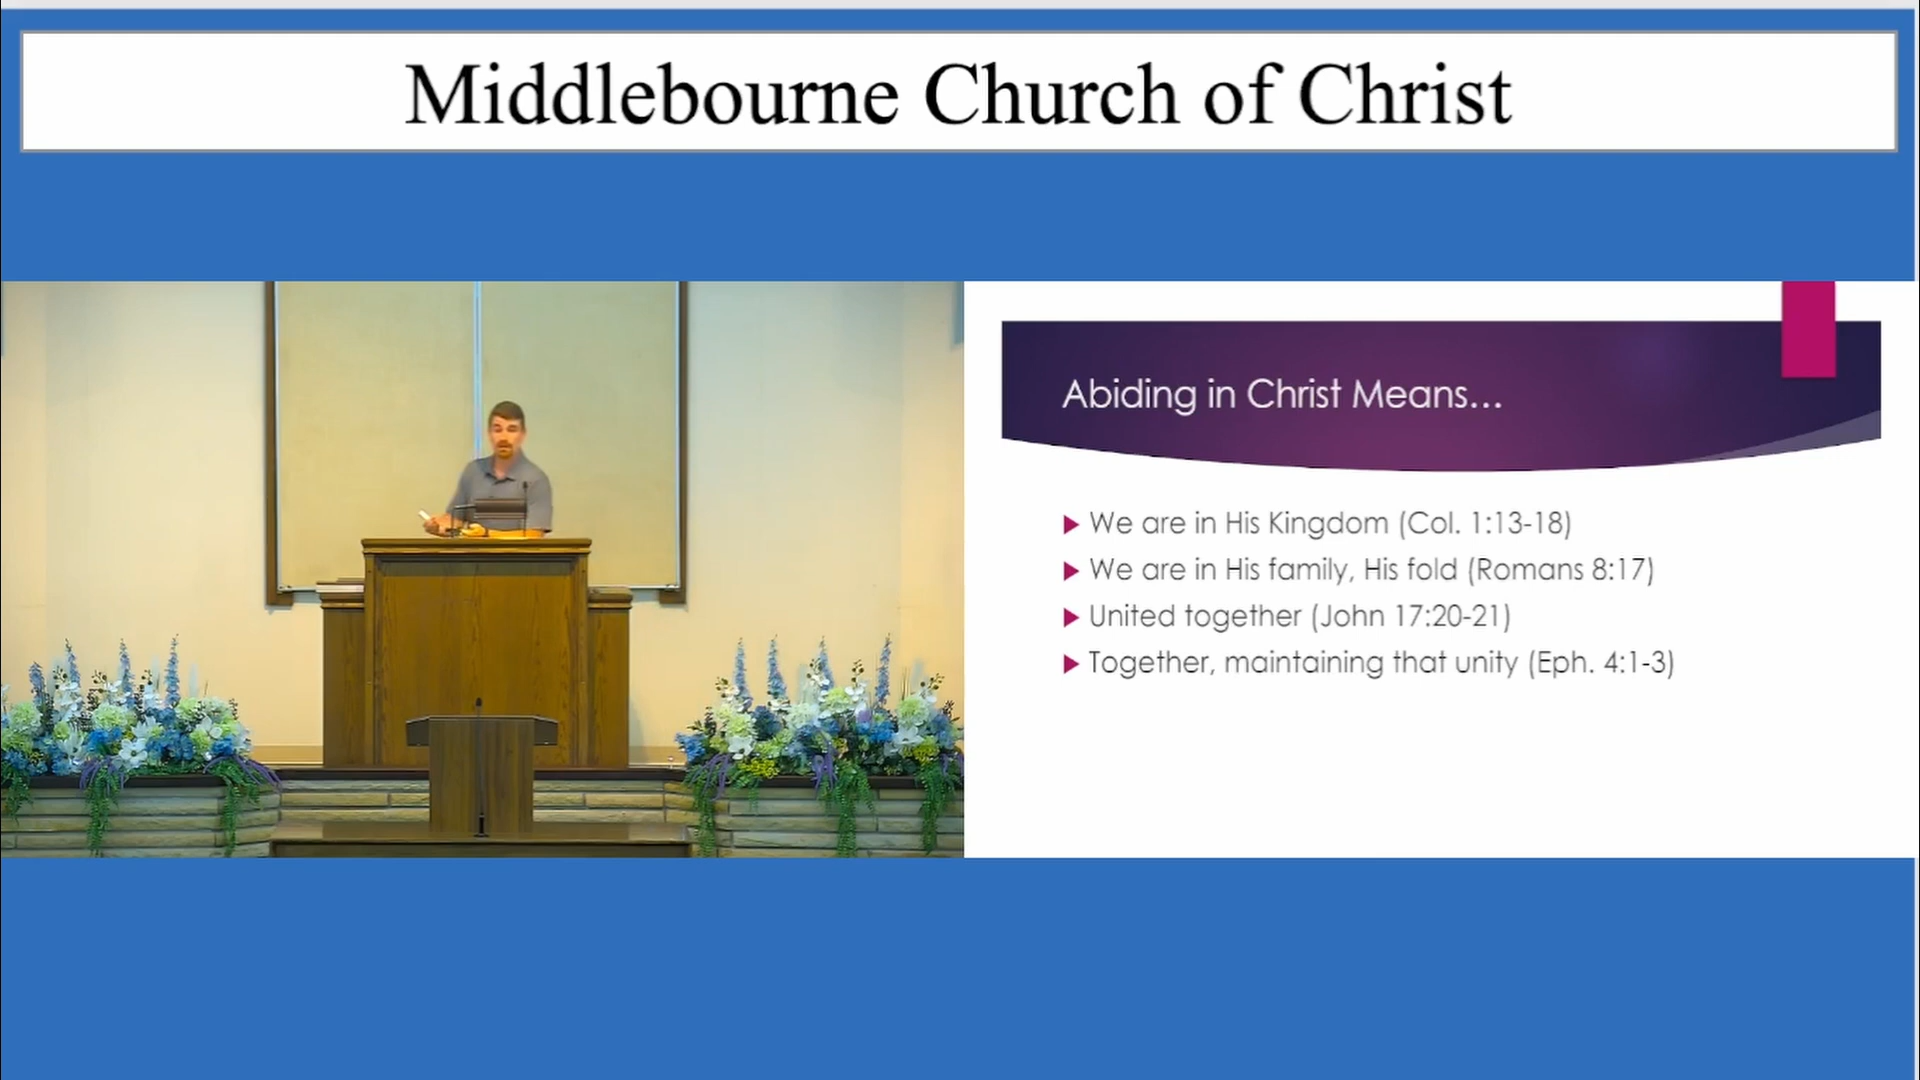 Middlebourne Church of Christ
Abiding in Christ Means...
We are in His Kingdom (Col. 1:13-18)
We are in His family, His fold (Romans 8:17)
United together (John 17:20-21)
Together, maintaining that unity (Eph. 4:1-3)